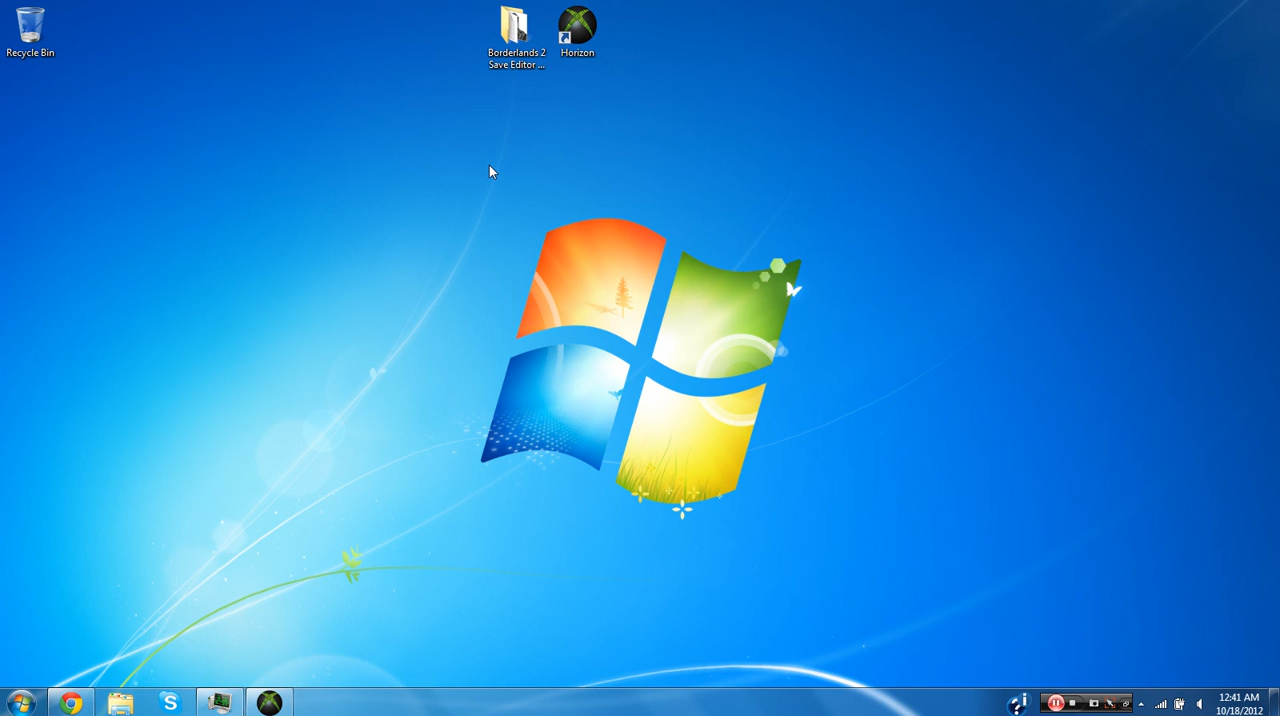 Recycle Bin
Borderlands 2
Save Editor ...
Horizon
12:41 AM
10/18/2012